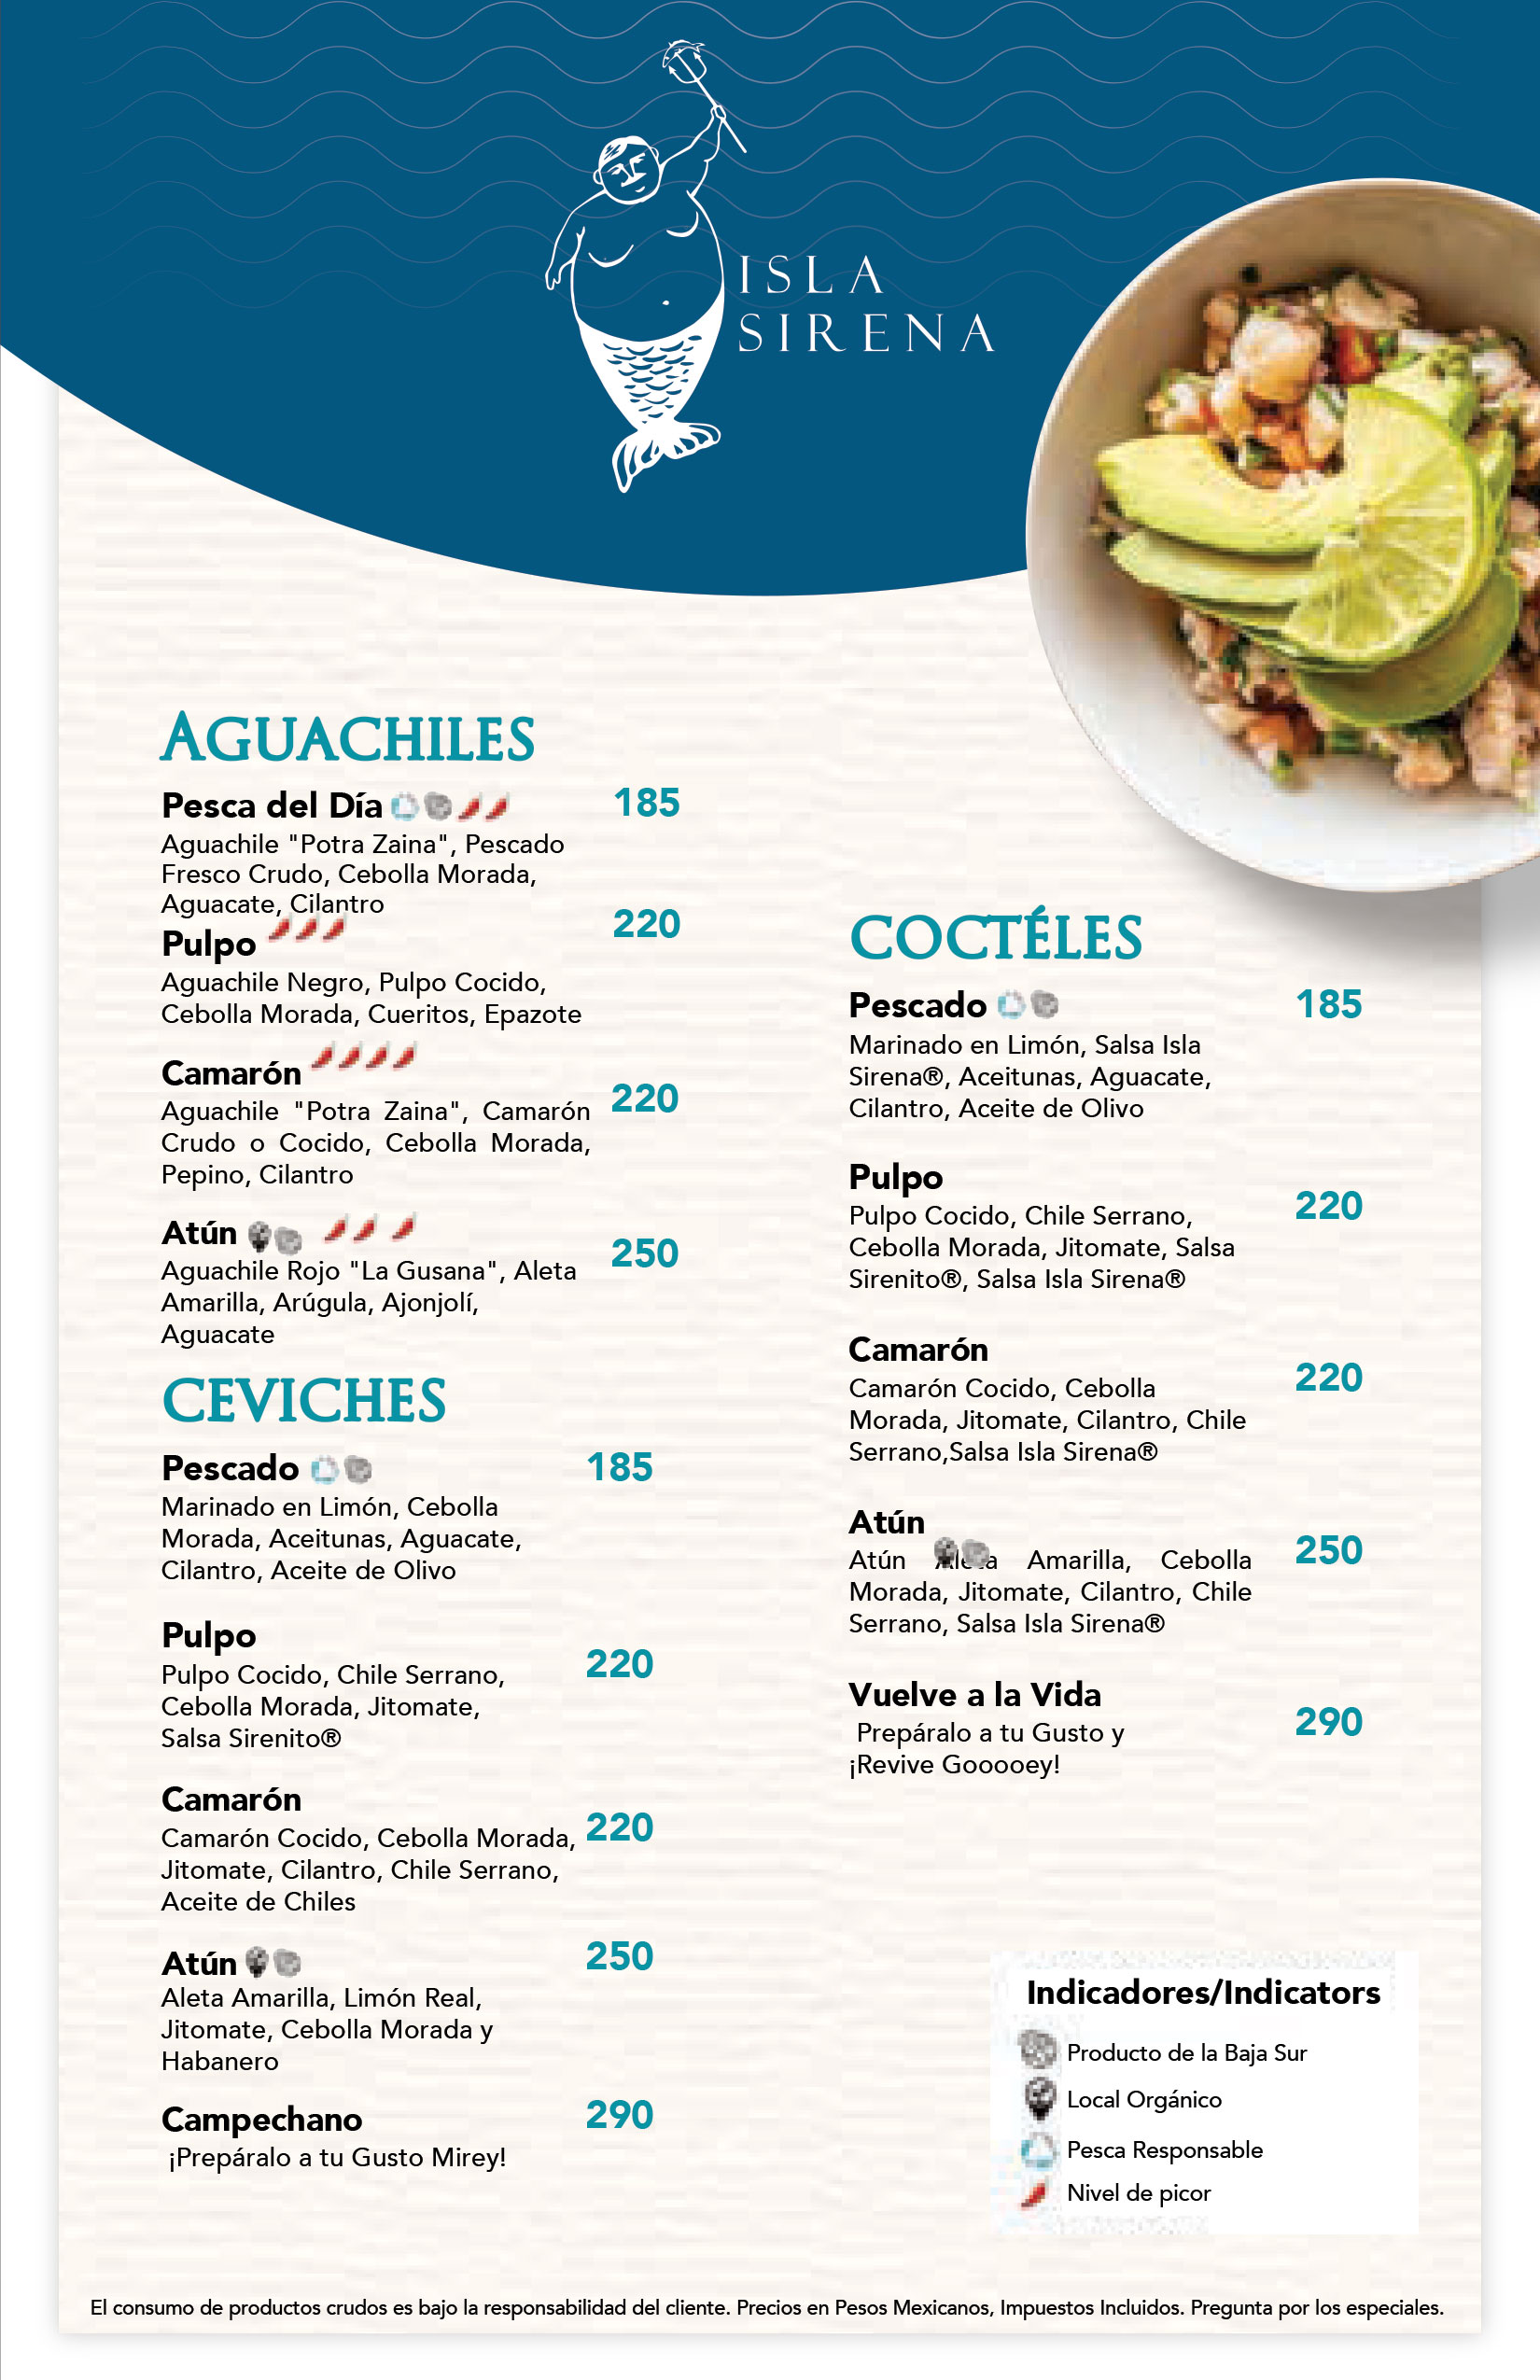 ISLA
SIRENA
AGUACHILES
Pesca del Día 185
Aguachile "Potra Zaina", Pescado
Fresco Crudo, Cebolla Morada,
Aguacate, Cilantro
Pulpo 220
Aguachile Negro, Pulpo Cocido,
Cebolla Morada, Cueritos, Epazote
Camarón 220
Aguachile "Potra Zaina", Camarón
Crudo o Cocido, Cebolla Morada,
Pepino, Cilantro
Atún 250
Aguachile Rojo "La Gusana", Aleta
Amarilla, Arúgula, Ajonjolí,
Aguacate
CEVICHES
Pescado 185
Marinado en Limón, Cebolla
Morada, Aceitunas, Aguacate,
Cilantro, Aceite de Olivo
Pulpo 220
Pulpo Cocido, Chile Serrano,
Cebolla Morada, Jitomate,
Salsa Sirenito®
Camarón 220
Camarón Cocido, Cebolla Morada,
Jitomate, Cilantro, Chile Serrano,
Aceite de Chiles
Atún 250
Aleta Amarilla, Limón Real,
Jitomate, Cebolla Morada y
Habanero
Campechano 290
¡Prepáralo a tu Gusto Mirey!
COCTÉLES
Pescado 185
Marinado en Limón, Salsa Isla
Sirena®, Aceitunas, Aguacate,
Cilantro, Aceite de Olivo
Pulpo 220
Pulpo Cocido, Chile Serrano,
Cebolla Morada, Jitomate, Salsa
Sirenito®, Salsa Isla Sirena®
Camarón 220
Camarón Cocido, Cebolla
Morada, Jitomate, Cilantro, Chile
Serrano,Salsa Isla Sirena®
Atún 250
Atún Aleta Amarilla, Cebolla
Morada, Jitomate, Cilantro, Chile
Serrano, Salsa Isla Sirena®
Vuelve a la Vida 290
Prepáralo a tu Gusto y
¡Revive Gooooey!
Indicadores/Indicators
Producto de la Baja Sur
Local Orgánico
Pesca Responsable
Nivel de picor
El consumo de productos crudos es bajo la responsabilidad del cliente. Precios en Pesos Mexicanos, Impuestos Incluidos. Pregunta por los especiales.